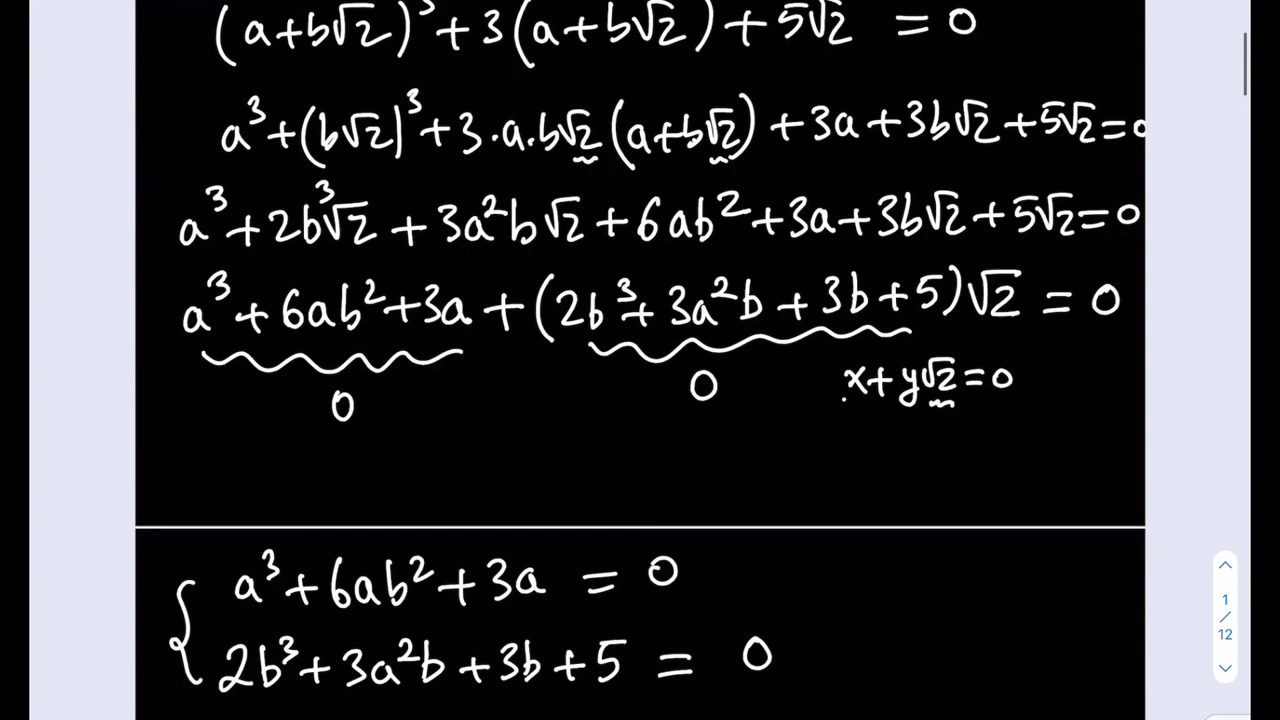 (a+b√2)³+3(a+b√2)+5√2 = 0
a³+(b√2)³+3·a·b√2(a+b√2)+3a+3b√2+5√2=0
a³+2b³√2+3a²b√2+6ab²+3a+3b√2+5√2=0
a³+6ab²+3a+(2b³+3a²b+3b+5)√2 = 0
0
0
x+y√2=0
a³+6ab²+3a = 0
2b³+3a²b+3b+5 = 0
1
/
12